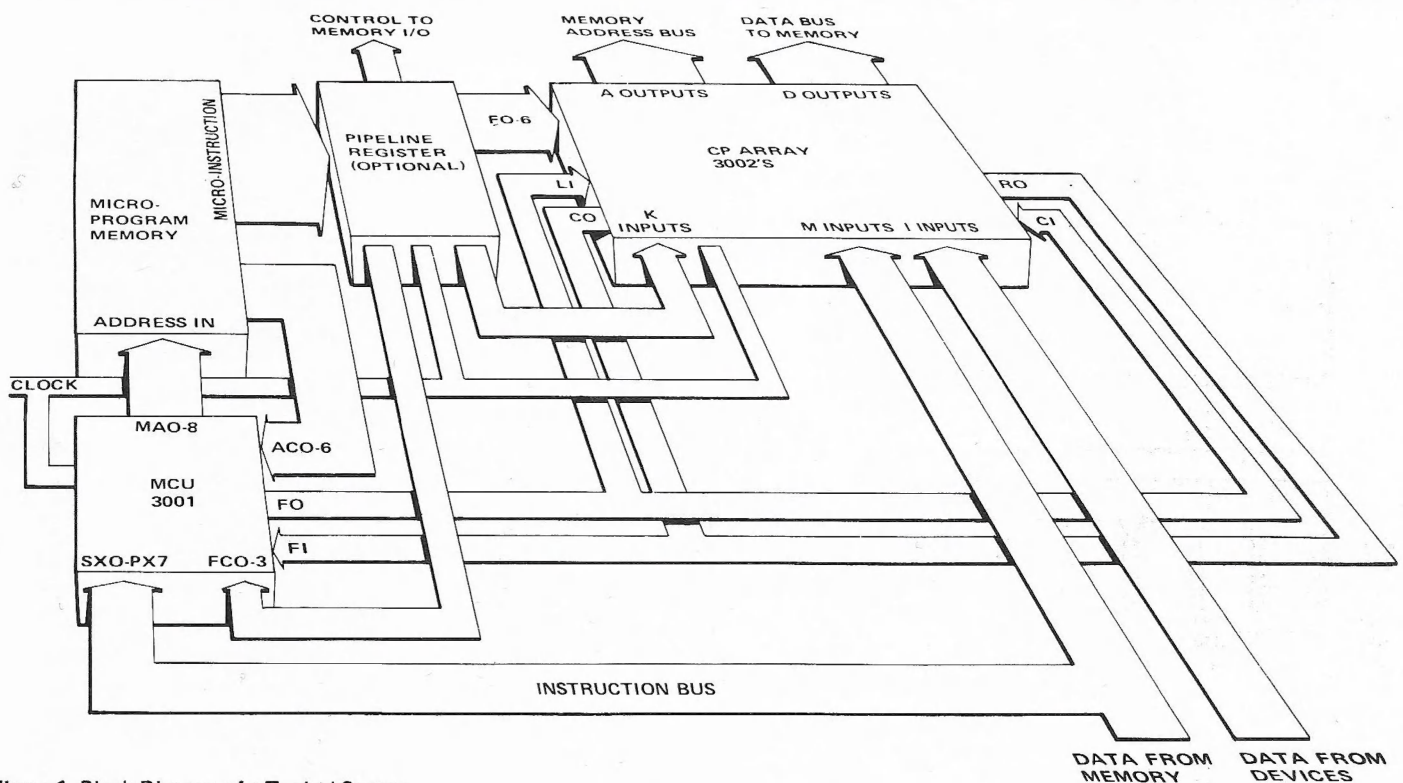 CONTROL TO
MEMORY I/O
MEMORY
ADDRESS BUS
DATA BUS
TO MEMORY
MICRO-INSTRUCTION
MICRO-
PROGRAM
MEMORY
ADDRESS IN
PIPELINE
REGISTER
(OPTIONAL)
FO-6
A OUTPUTS
D OUTPUTS
CP ARRAY
3002'S
LI
CO
K
INPUTS
M INPUTS
I INPUTS
RO
CI
CLOCK
MAO-8
ACO-6
MCU
3001
FO
FI
SXO-PX7
FCO-3
INSTRUCTION BUS
DATA FROM
MEMORY
DATA FROM
DEVICES